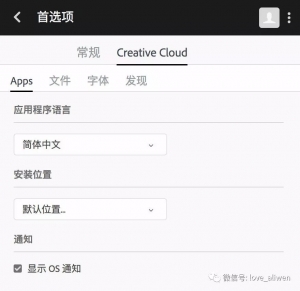 首选项
常规 Creative Cloud
Apps 文件 字体 发现
应用程序语言
简体中文
安装位置
默认位置...
通知
显示 OS 通知
微信号: love_aliwen